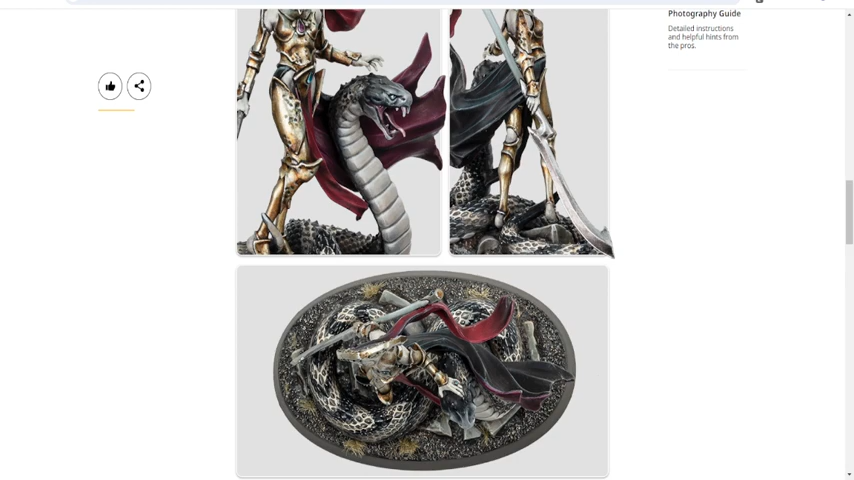 Photography Guide
Detailed instructions
and helpful hints from
the pros.